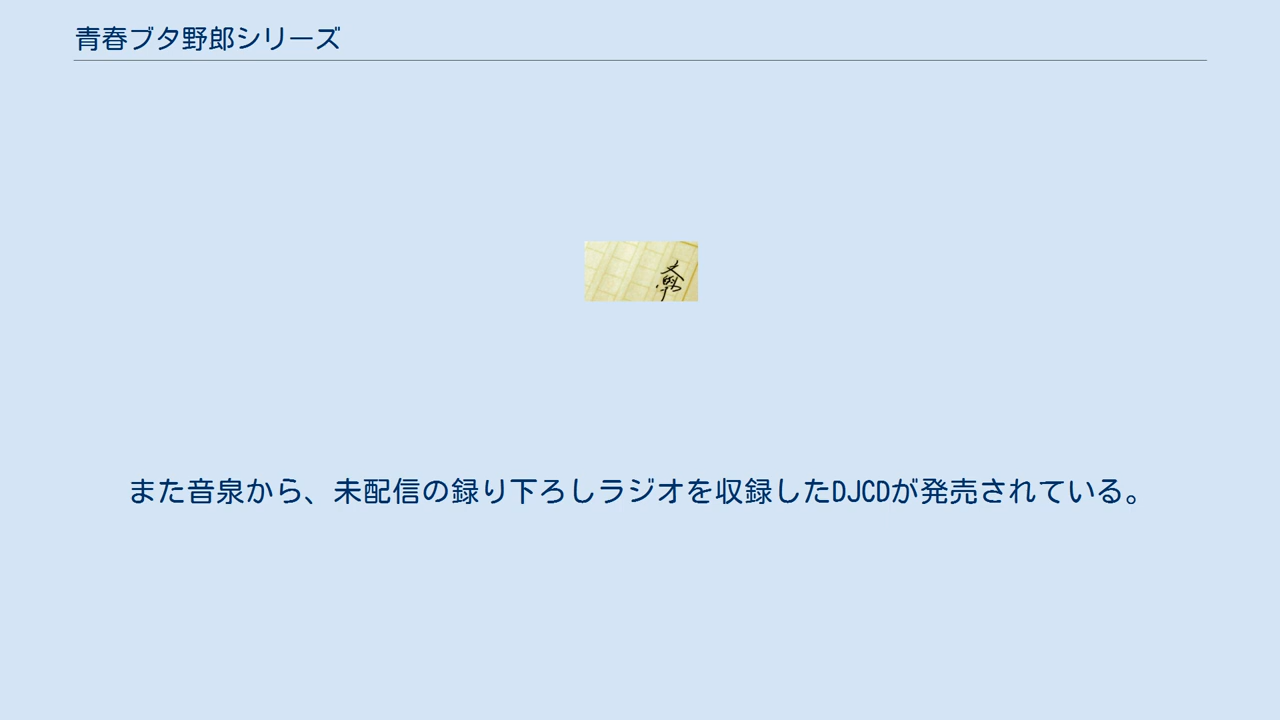 青春ブタ野郎シリーズ
また音泉から、未配信の録り下ろしラジオを収録したDJCDが発売されている。